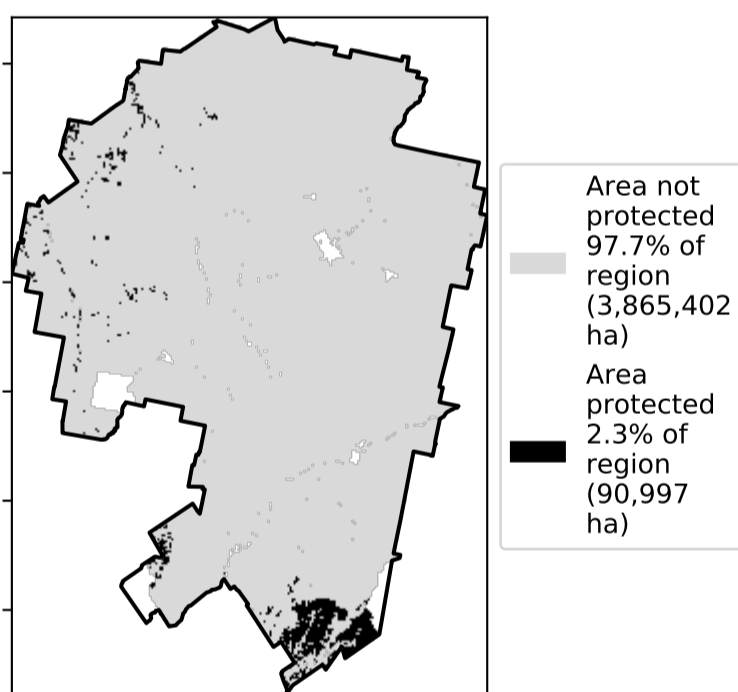 Area not
protected
97.7% of
region
(3,865,402
ha)
Area
protected
2.3% of
region
(90,997
ha)